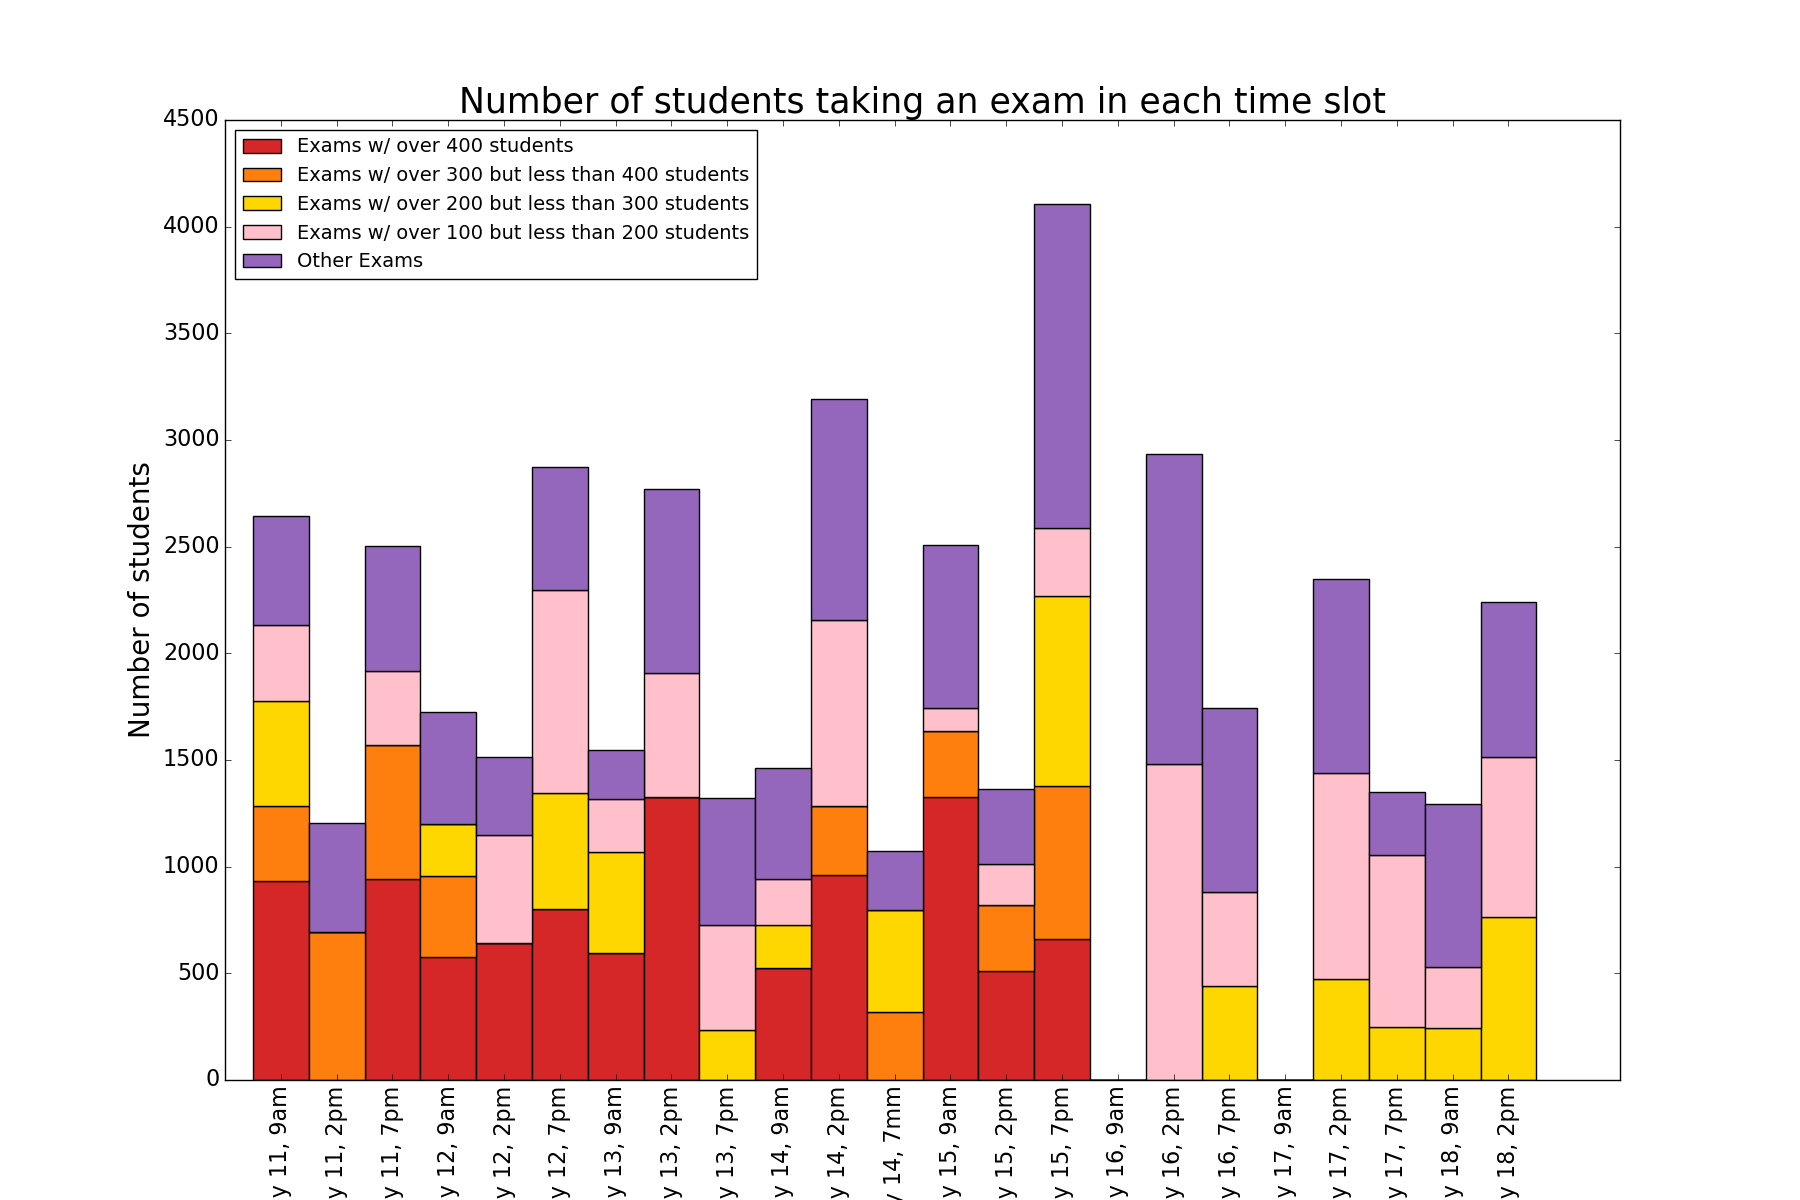 Number of students taking an exam in each time slot
Exams w/ over 400 students
Exams w/ over 300 but less than 400 students
Exams w/ over 200 but less than 300 students
Exams w/ over 100 but less than 200 students
Other Exams
Number of students
4500
4000
3500
3000
2500
2000
1500
1000
500
0
y 11, 9am
y 11, 2pm
y 11, 7pm
y 12, 9am
y 12, 2pm
y 12, 7pm
y 13, 9am
y 13, 2pm
y 13, 7pm
y 14, 9am
y 14, 2pm
y 14, 7mm
y 15, 9am
y 15, 2pm
y 15, 7pm
y 16, 9am
y 16, 2pm
y 16, 7pm
y 17, 9am
y 17, 2pm
y 17, 7pm
y 18, 9am
y 18, 2pm